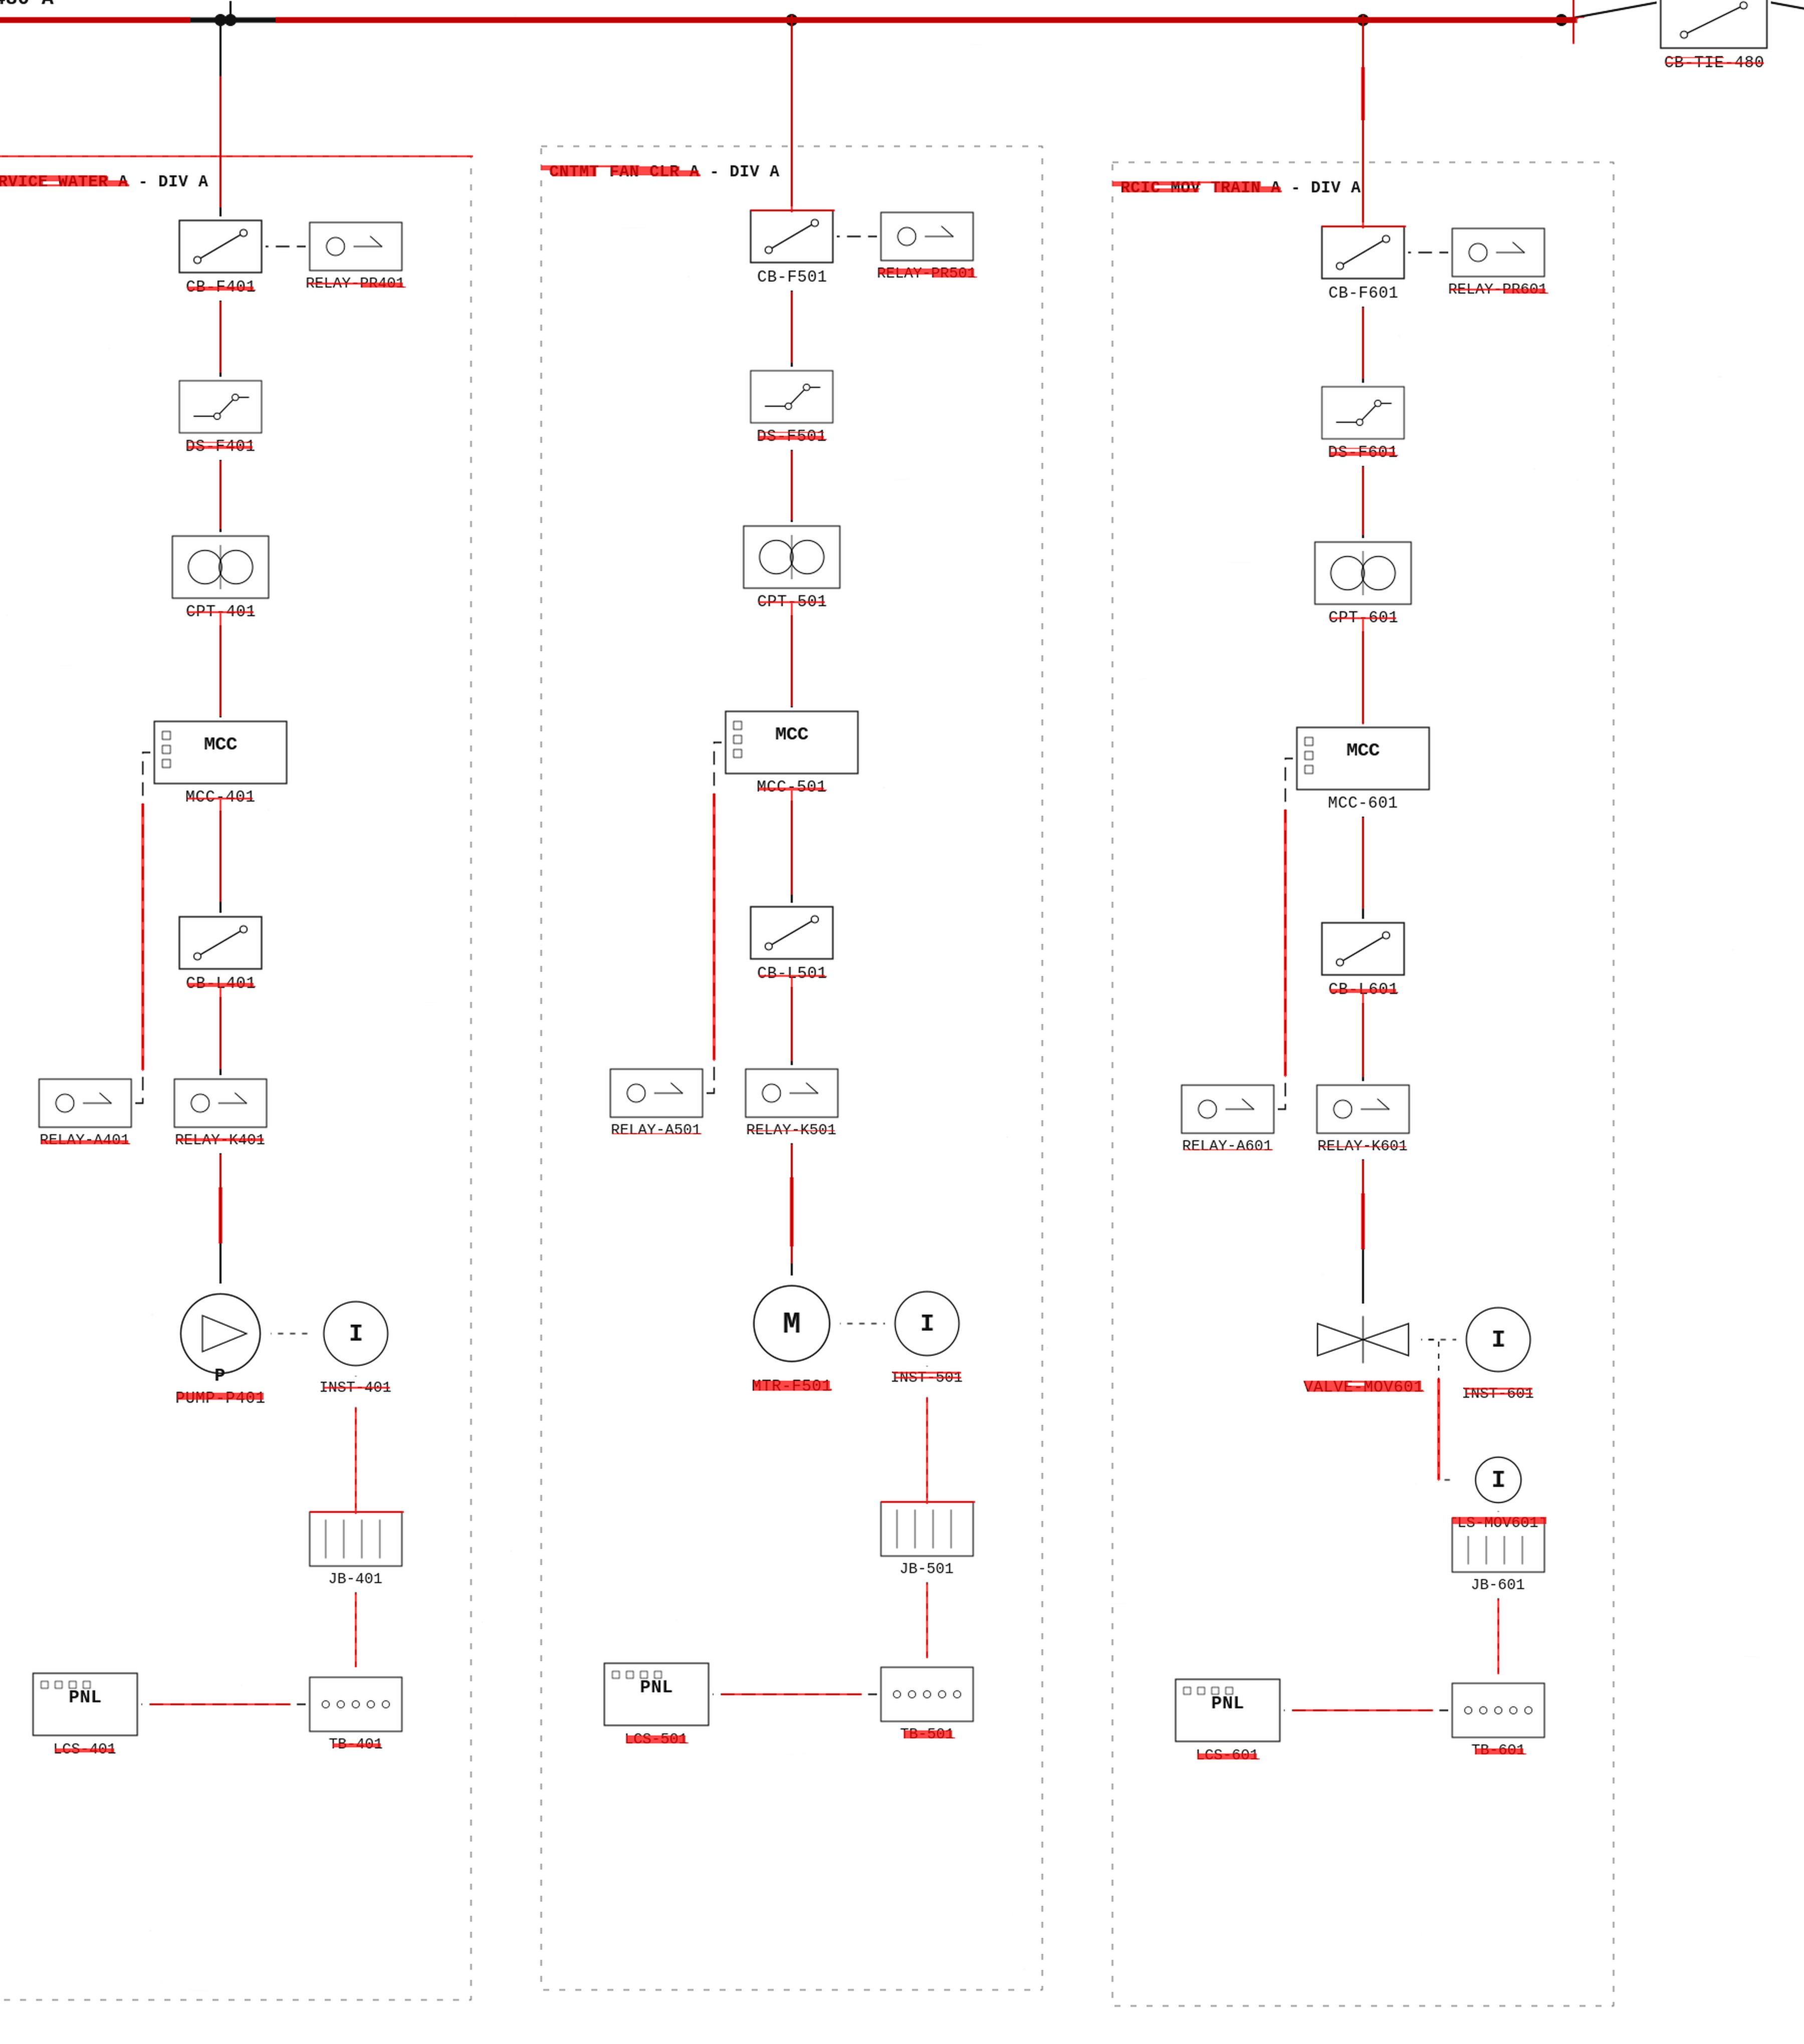 CB-TIE-480
A - DIV A
CNTMT FAN CLR A - DIV A
RCIC MOV TRAIN A - DIV A
CB-F401
RELAY-PR401
CB-F501
RELAY-PR501
CB-F601
RELAY-PR601
DS-F401
DS-F501
DS-F601
CPT-401
CPT-501
CPT-601
MCC
MCC-401
MCC
MCC-501
MCC
MCC-601
CB-L401
CB-L501
CB-L601
RELAY-A401
RELAY-K401
RELAY-A501
RELAY-K501
RELAY-A601
RELAY-K601
P
PUMP-P401
I
INST-401
M
MTR-F501
I
INST-501
VALVE-MOV601
I
INST-601
I
LS-MOV601
JB-401
JB-501
JB-601
PNL
LCS-401
TB-401
PNL
LCS-501
TB-501
PNL
LCS-601
TB-601